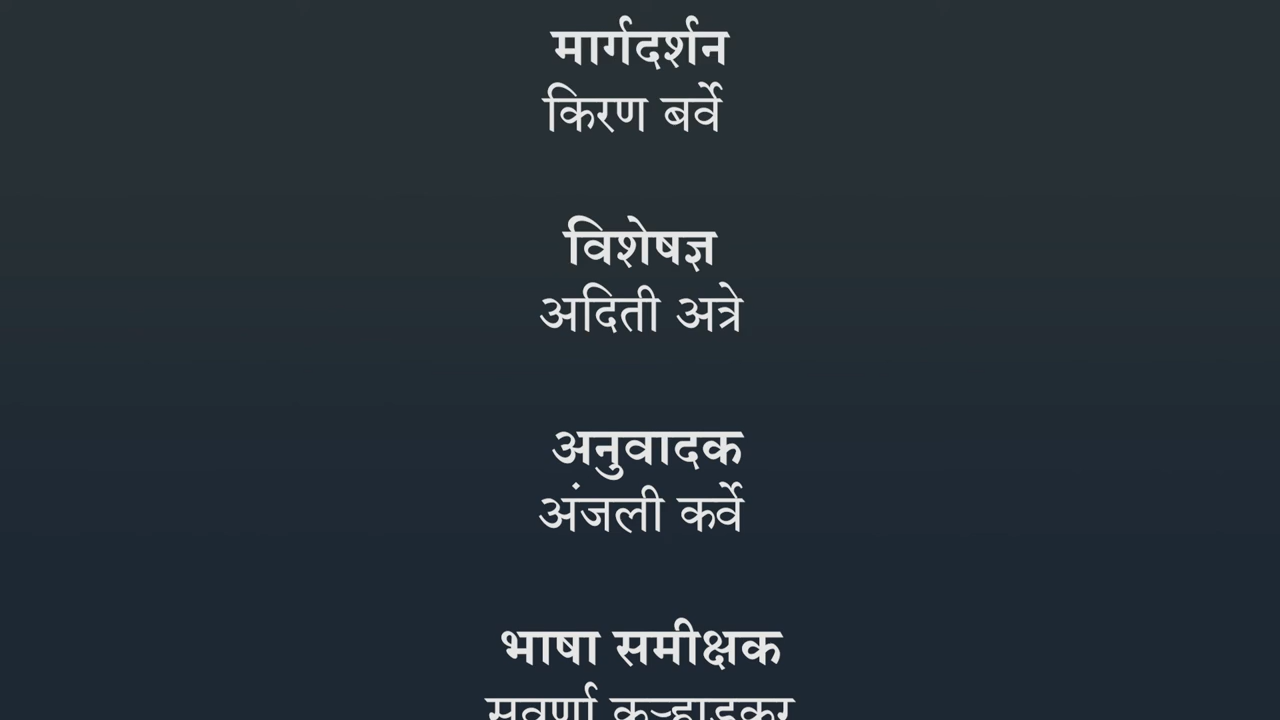 मार्गदर्शन
किरण बर्वे
विशेषज्ञ
अदिती अत्रे
अनुवादक
अंजली कर्वे
भाषा समीक्षक